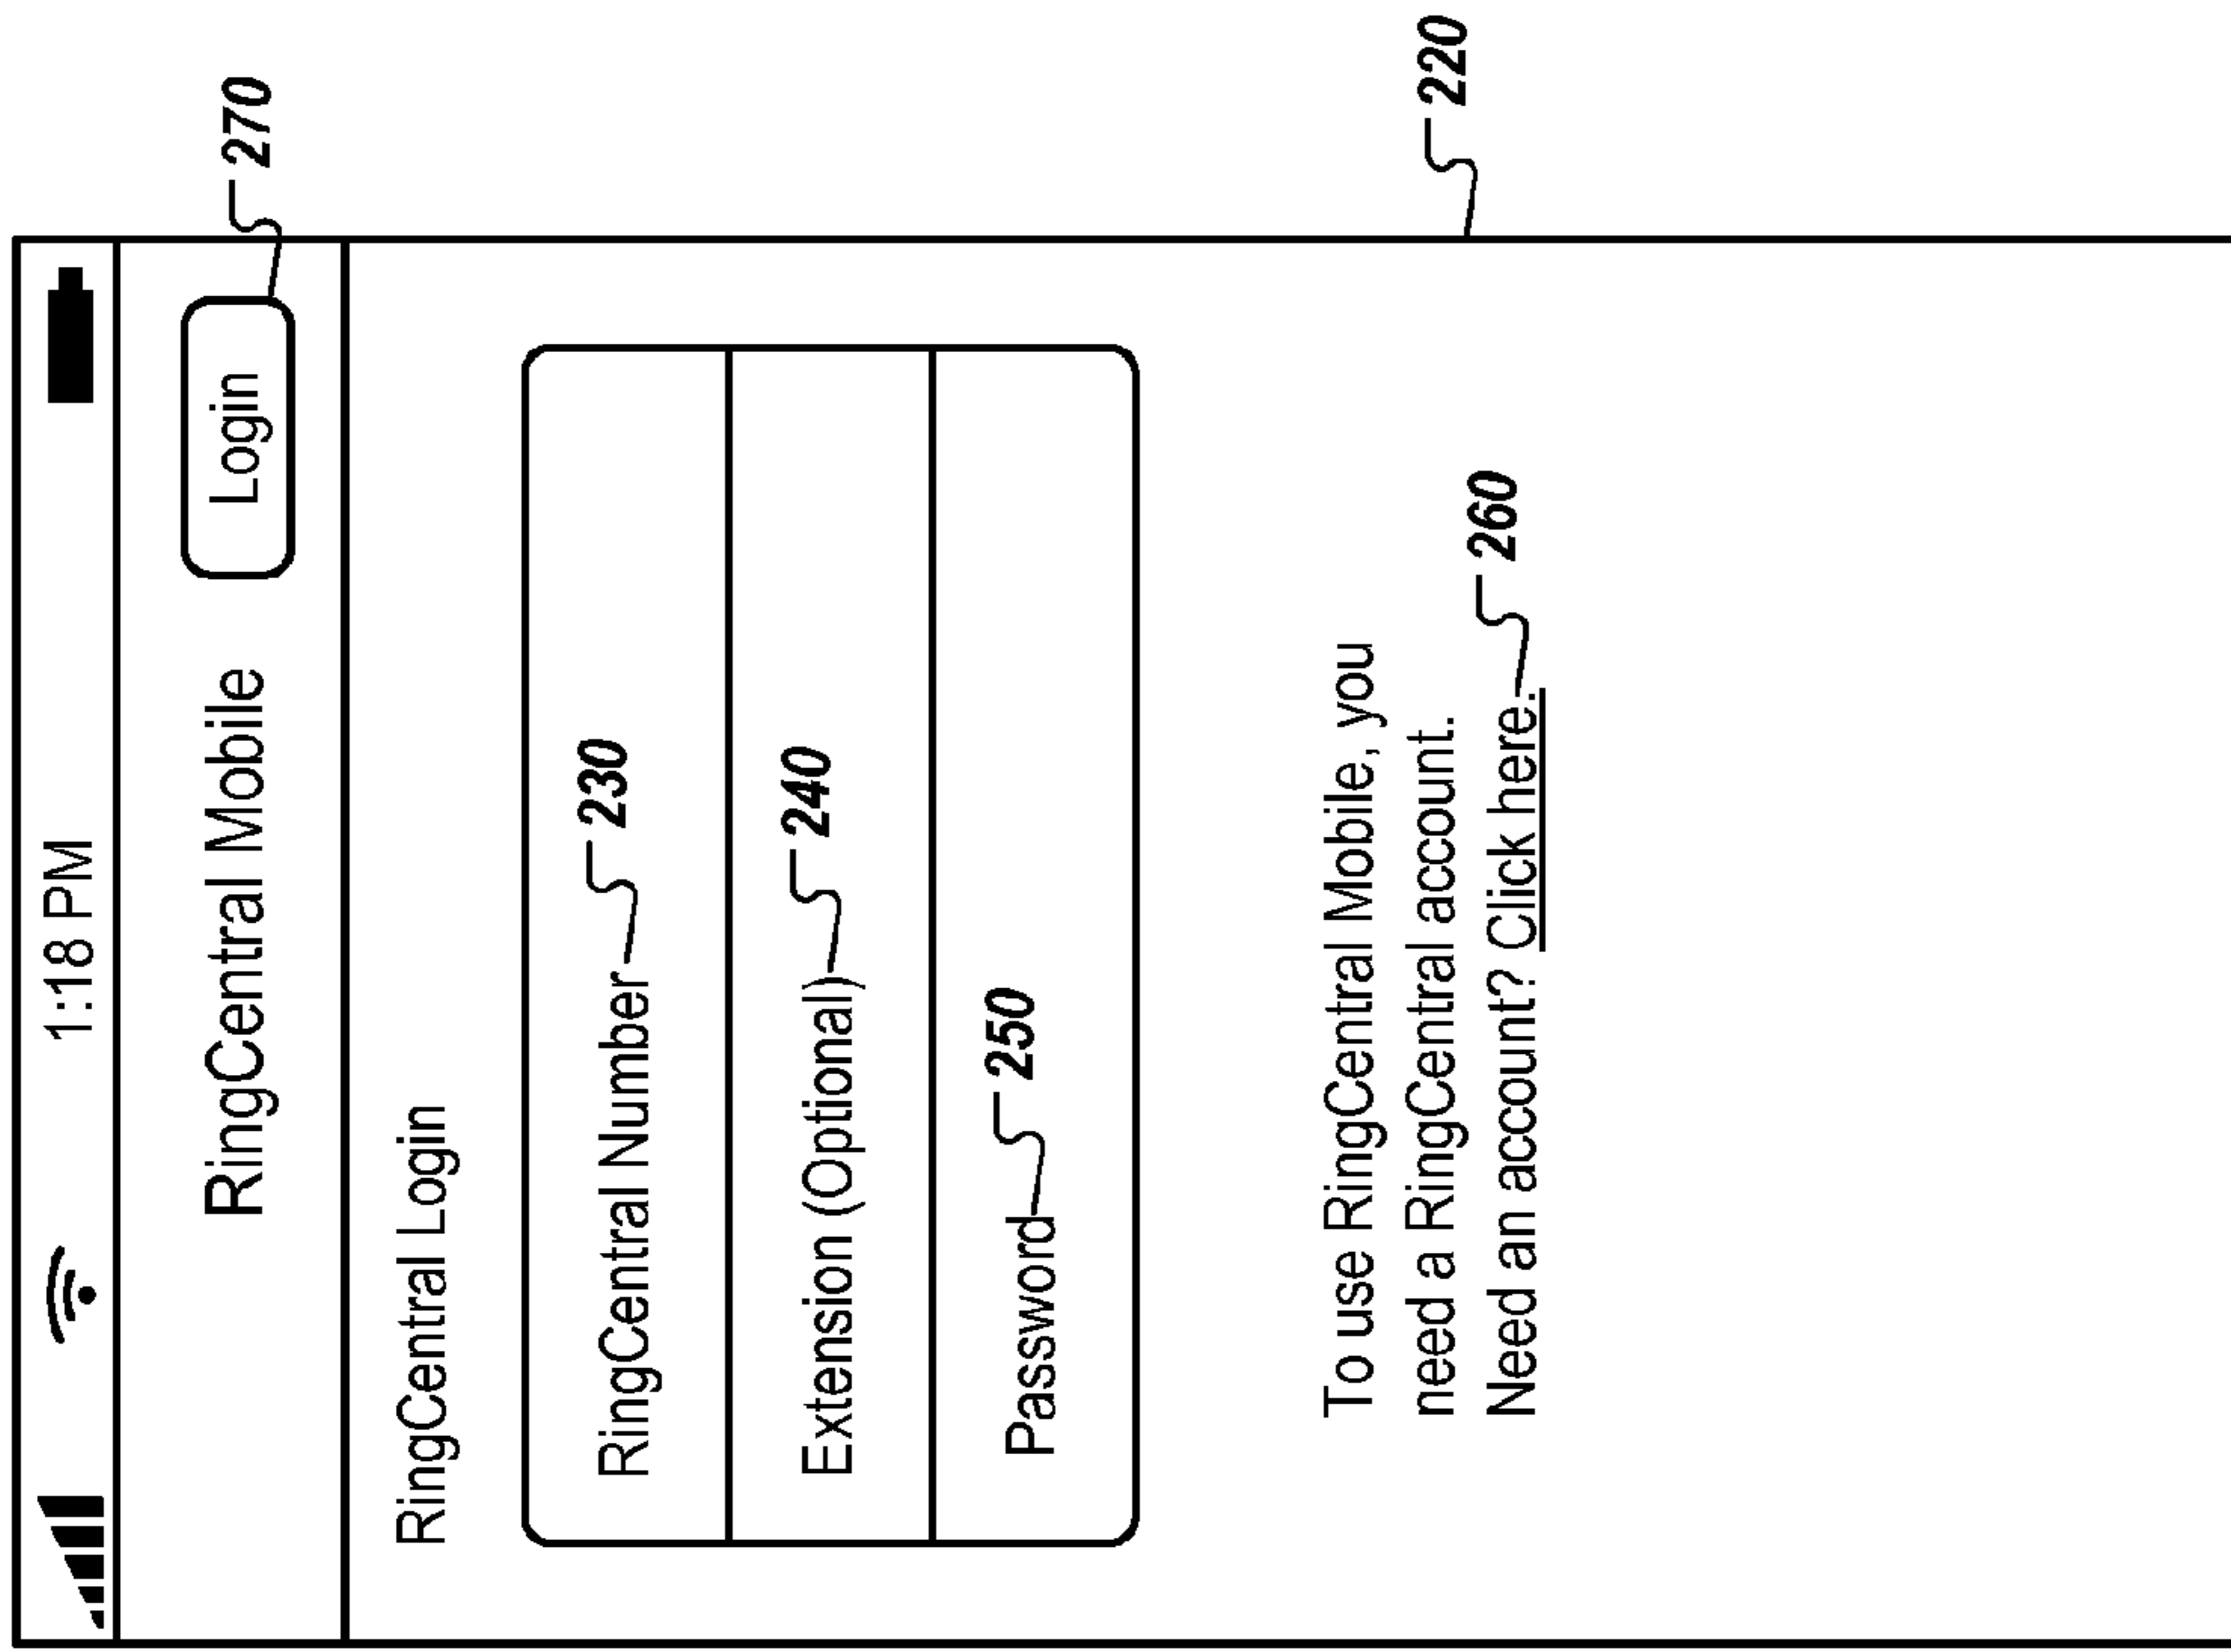 1:18 PM
RingCentral Mobile
Login
270
RingCentral Login
RingCentral Number 230
Extension (Optional) 240
Password 250
To use RingCentral Mobile, you
need a RingCentral account.
Need an account? Click here. 260
220